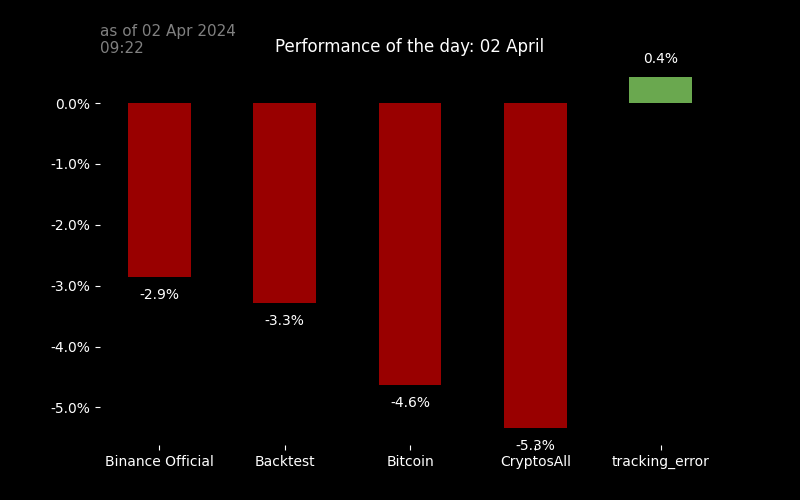 as of 02 Apr 2024
09:22
Performance of the day: 02 April
0.4%
0.0%
-1.0%
-2.0%
-3.0%
-4.0%
-5.0%
-2.9%
-3.3%
-4.6%
-5.3%
Binance Official
Backtest
Bitcoin
CryptosAll
tracking_error